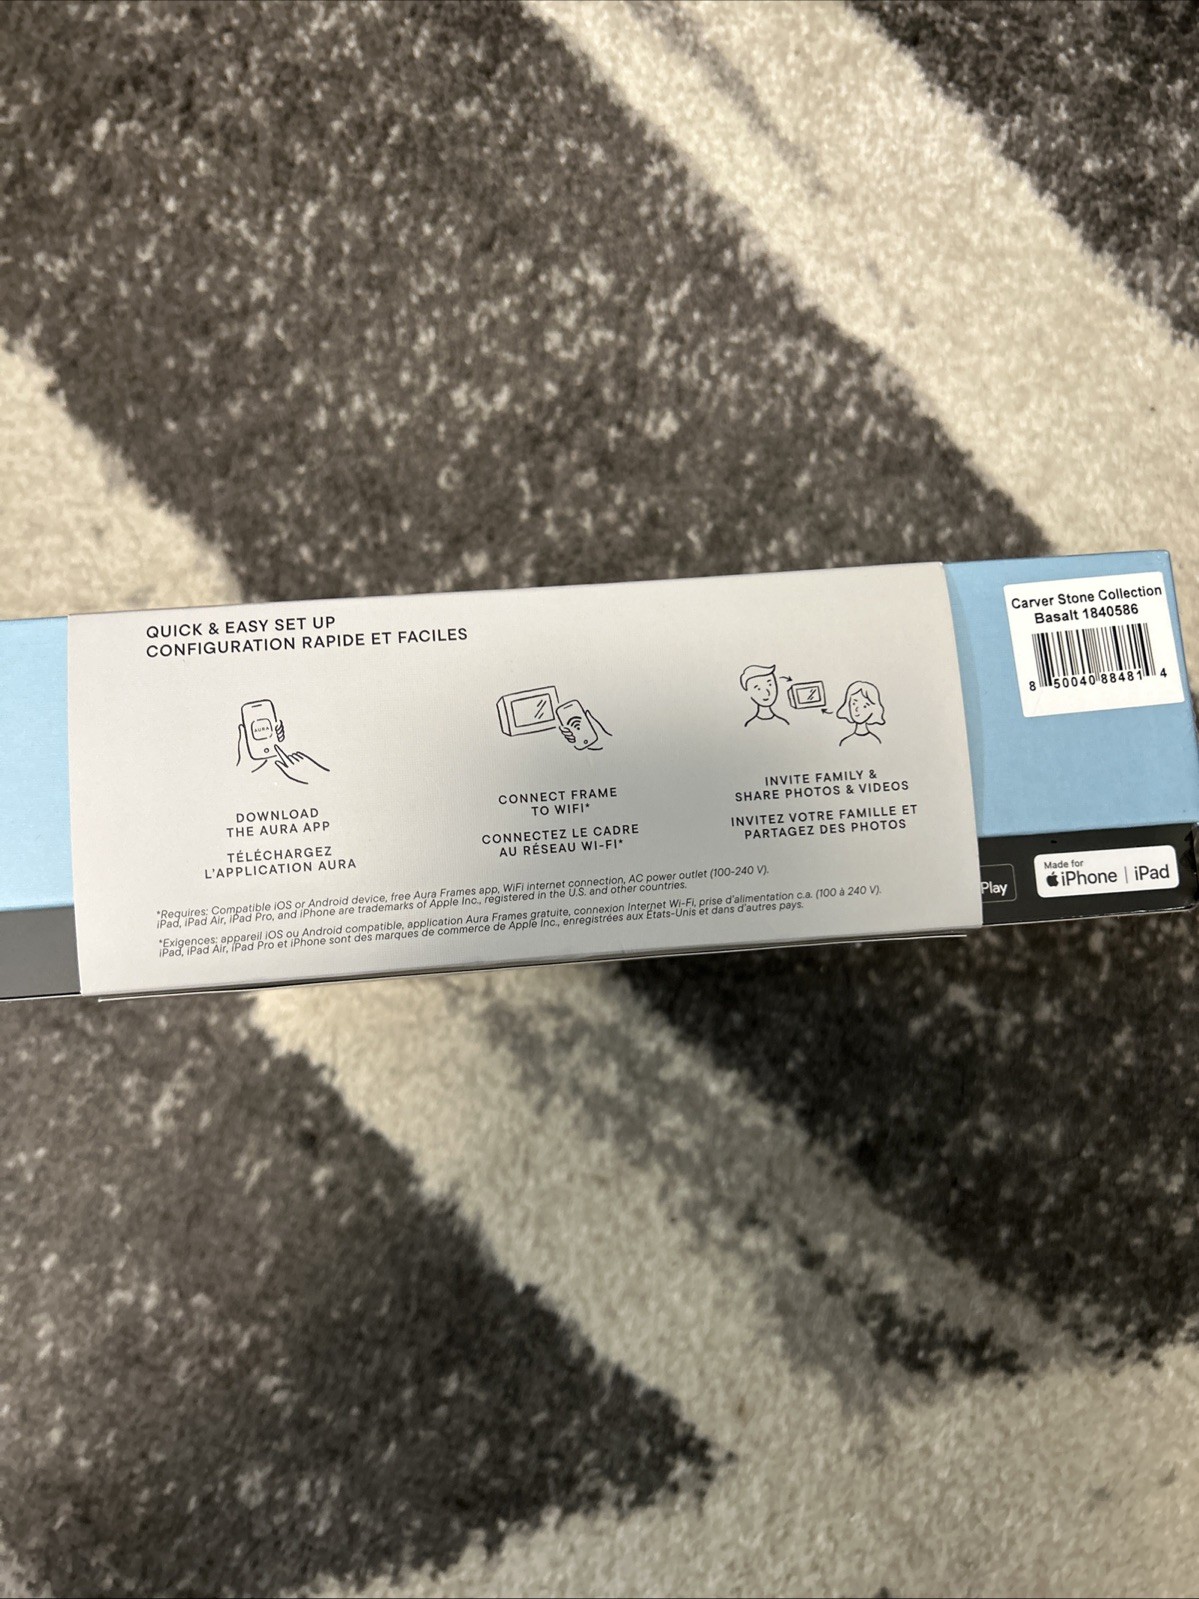 QUICK & EASY SET UP
CONFIGURATION RAPIDE ET FACILES
AURA
DOWNLOAD
THE AURA APP
TÉLÉCHARGEZ
L'APPLICATION AURA
CONNECT FRAME
TO WIFI*
CONNECTEZ LE CADRE
AU RÉSEAU WI-FI*
INVITE FAMILY &
SHARE PHOTOS & VIDEOS
INVITEZ VOTRE FAMILLE ET
PARTAGEZ DES PHOTOS
*Requires: Compatible iOS or Android device, free Aura Frames app, WiFi internet connection, AC power outlet (100-240 V).
iPad, iPad Air, iPad Pro, and iPhone are trademarks of Apple Inc., registered in the U.S. and other countries.
*Exigences: appareil iOS ou Android compatible, application Aura Frames gratuite, connexion Internet Wi-Fi, prise d'alimentation c.a. (100 à 240 V).
iPad, iPad Air, iPad Pro et iPhone sont des marques de commerce de Apple Inc., enregistrées aux États-Unis et dans d'autres pays.
Carver Stone Collection
Basalt 1840586
8 50040 88481 4
Play
Made for
iPhone | iPad